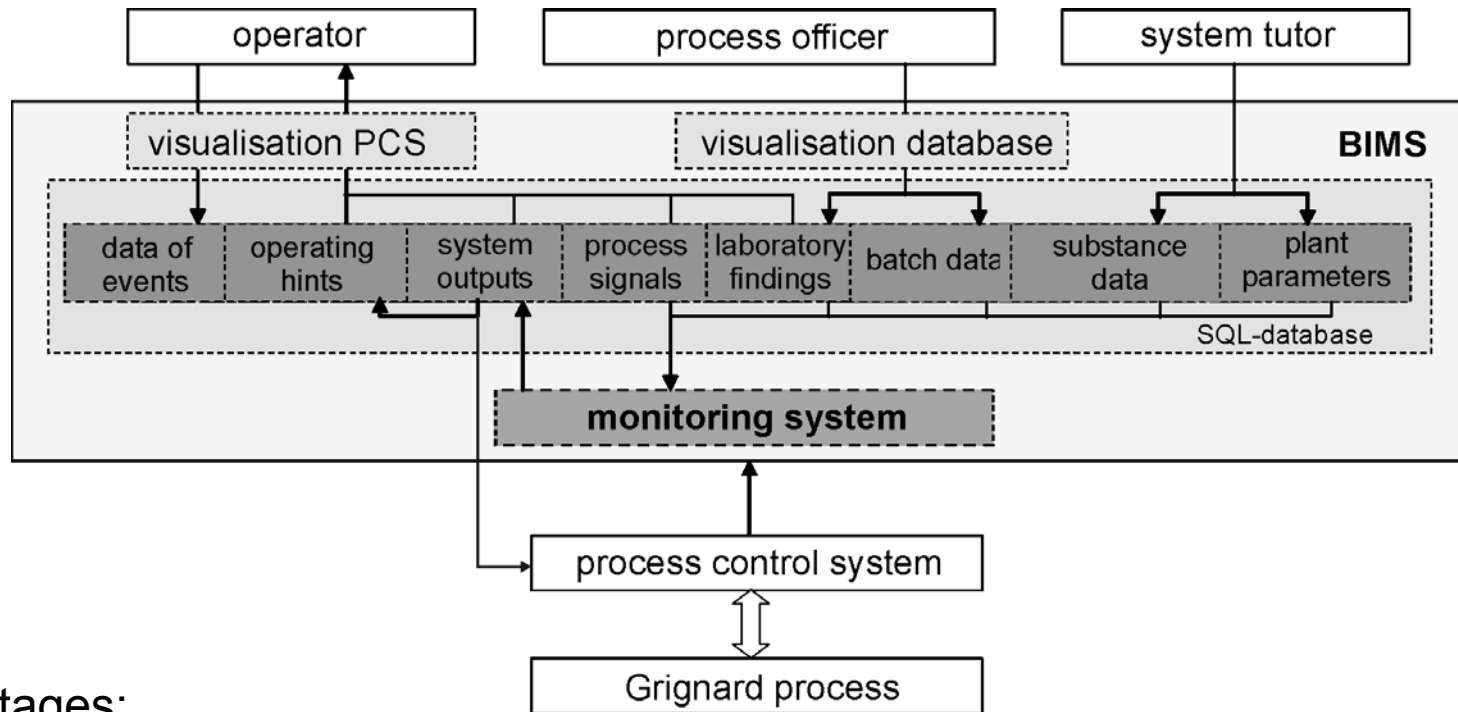 operator
process officer
system tutor
visualisation PCS
visualisation database
BIMS
data of
events
operating
hints
system
outputs
process
signals
laboratory
findings
batch data
substance
data
plant
parameters
SQL-database
monitoring system
process control system
Grignard process
tages: